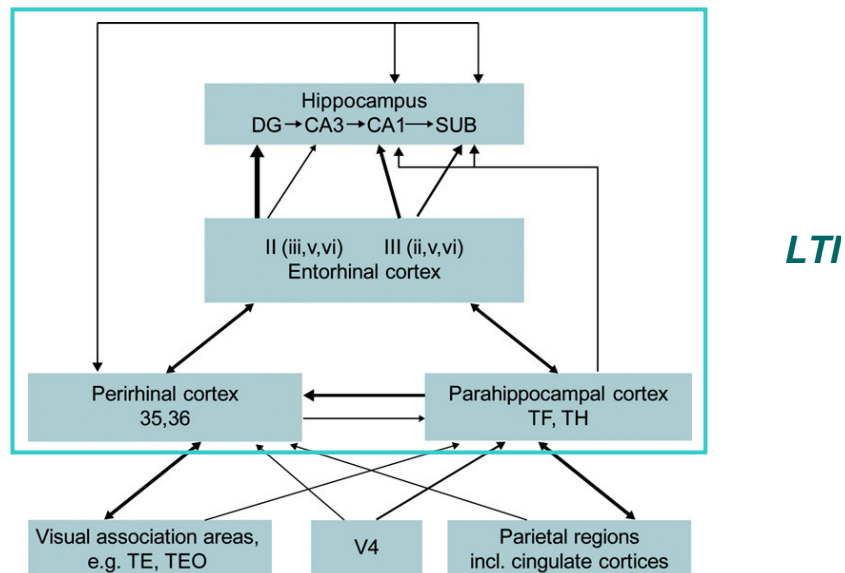 Hippocampus
DG→CA3→CA1→SUB
II (iii,v,vi) III (ii,v,vi)
Entorhinal cortex
LTI
Perirhinal cortex
35,36
Parahippocampal cortex
TF, TH
Visual association areas,
e.g. TE, TEO
V4
Parietal regions
incl. cingulate cortices